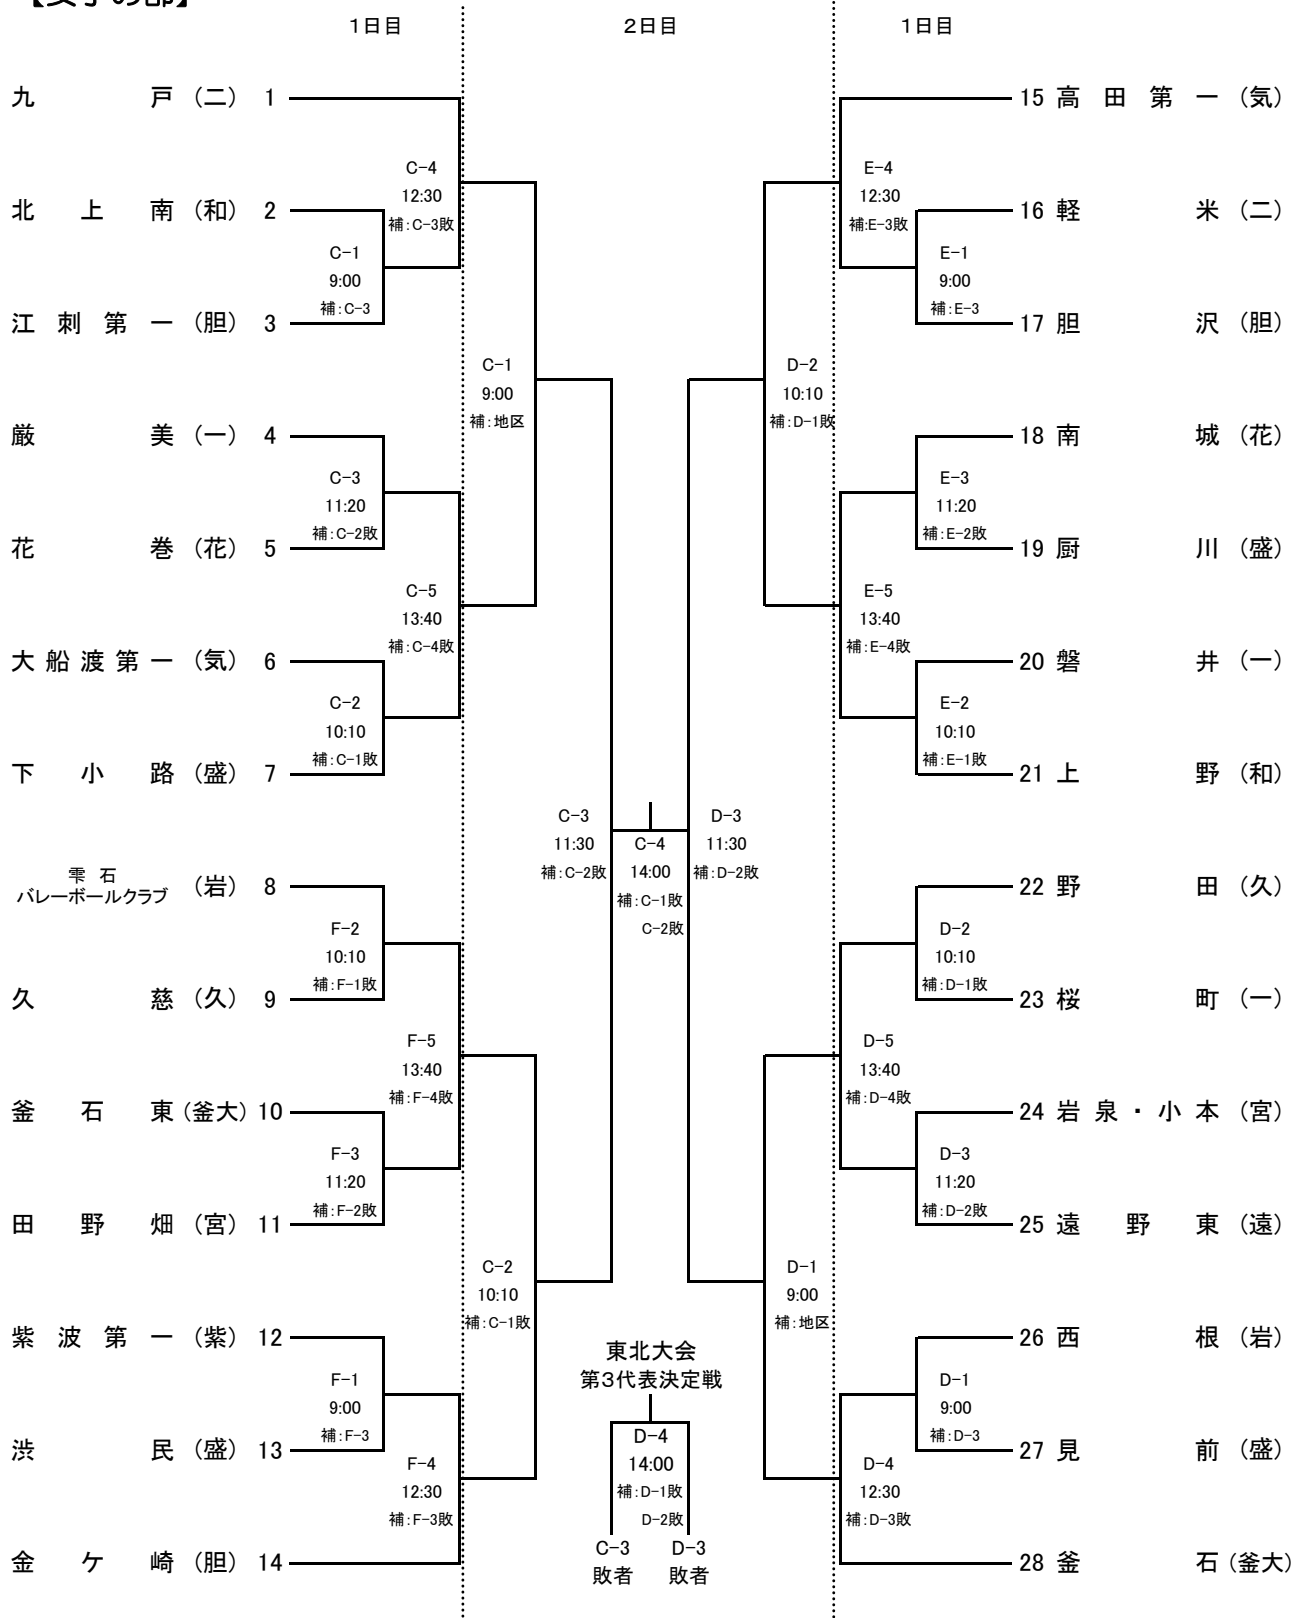 【女子の部】
1日目
2日目
1日目
九戸（二） 1
北上南（和） 2
江刺第一（胆） 3
厳美（一） 4
花巻（花） 5
大船渡第一（気） 6
下小路（盛） 7
雫石
バレーボールクラブ
（岩） 8
久慈（久） 9
釜石東（釜大） 10
田野畑（宮） 11
紫波第一（紫） 12
渋民（盛） 13
金ケ崎（胆） 14
C-1
9:00
補:C-3
C-3
11:20
補:C-2敗
C-2
10:10
補:C-1敗
F-2
10:10
補:F-1敗
F-3
11:20
補:F-2敗
F-1
9:00
補:F-3
C-4
12:30
補:C-3敗
C-5
13:40
補:C-4敗
F-5
13:40
補:F-4敗
F-4
12:30
補:F-3敗
C-1
9:00
補:地区
C-2
10:10
補:C-1敗
C-3
11:30
補:C-2敗
C-4
14:00
補:C-1敗
C-2敗
D-3
11:30
補:D-2敗
東北大会
第3代表決定戦
D-4
14:00
補:D-1敗
D-2敗
C-3
敗者
D-3
敗者
D-2
10:10
補:D-1敗
D-1
9:00
補:地区
E-4
12:30
補:E-3敗
E-5
13:40
補:E-4敗
D-5
13:40
補:D-4敗
D-4
12:30
補:D-3敗
E-1
9:00
補:E-3
E-3
11:20
補:E-2敗
E-2
10:10
補:E-1敗
D-2
10:10
補:D-1敗
D-3
11:20
補:D-2敗
D-1
9:00
補:D-3
15 高田第一（気）
16 軽米（二）
17 胆沢（胆）
18 南城（花）
19 厨川（盛）
20 磐井（一）
21 上野（和）
22 野田（久）
23 桜町（一）
24 岩泉・小本（宮）
25 遠野東（遠）
26 西根（岩）
27 見前（盛）
28 釜石（釜大）